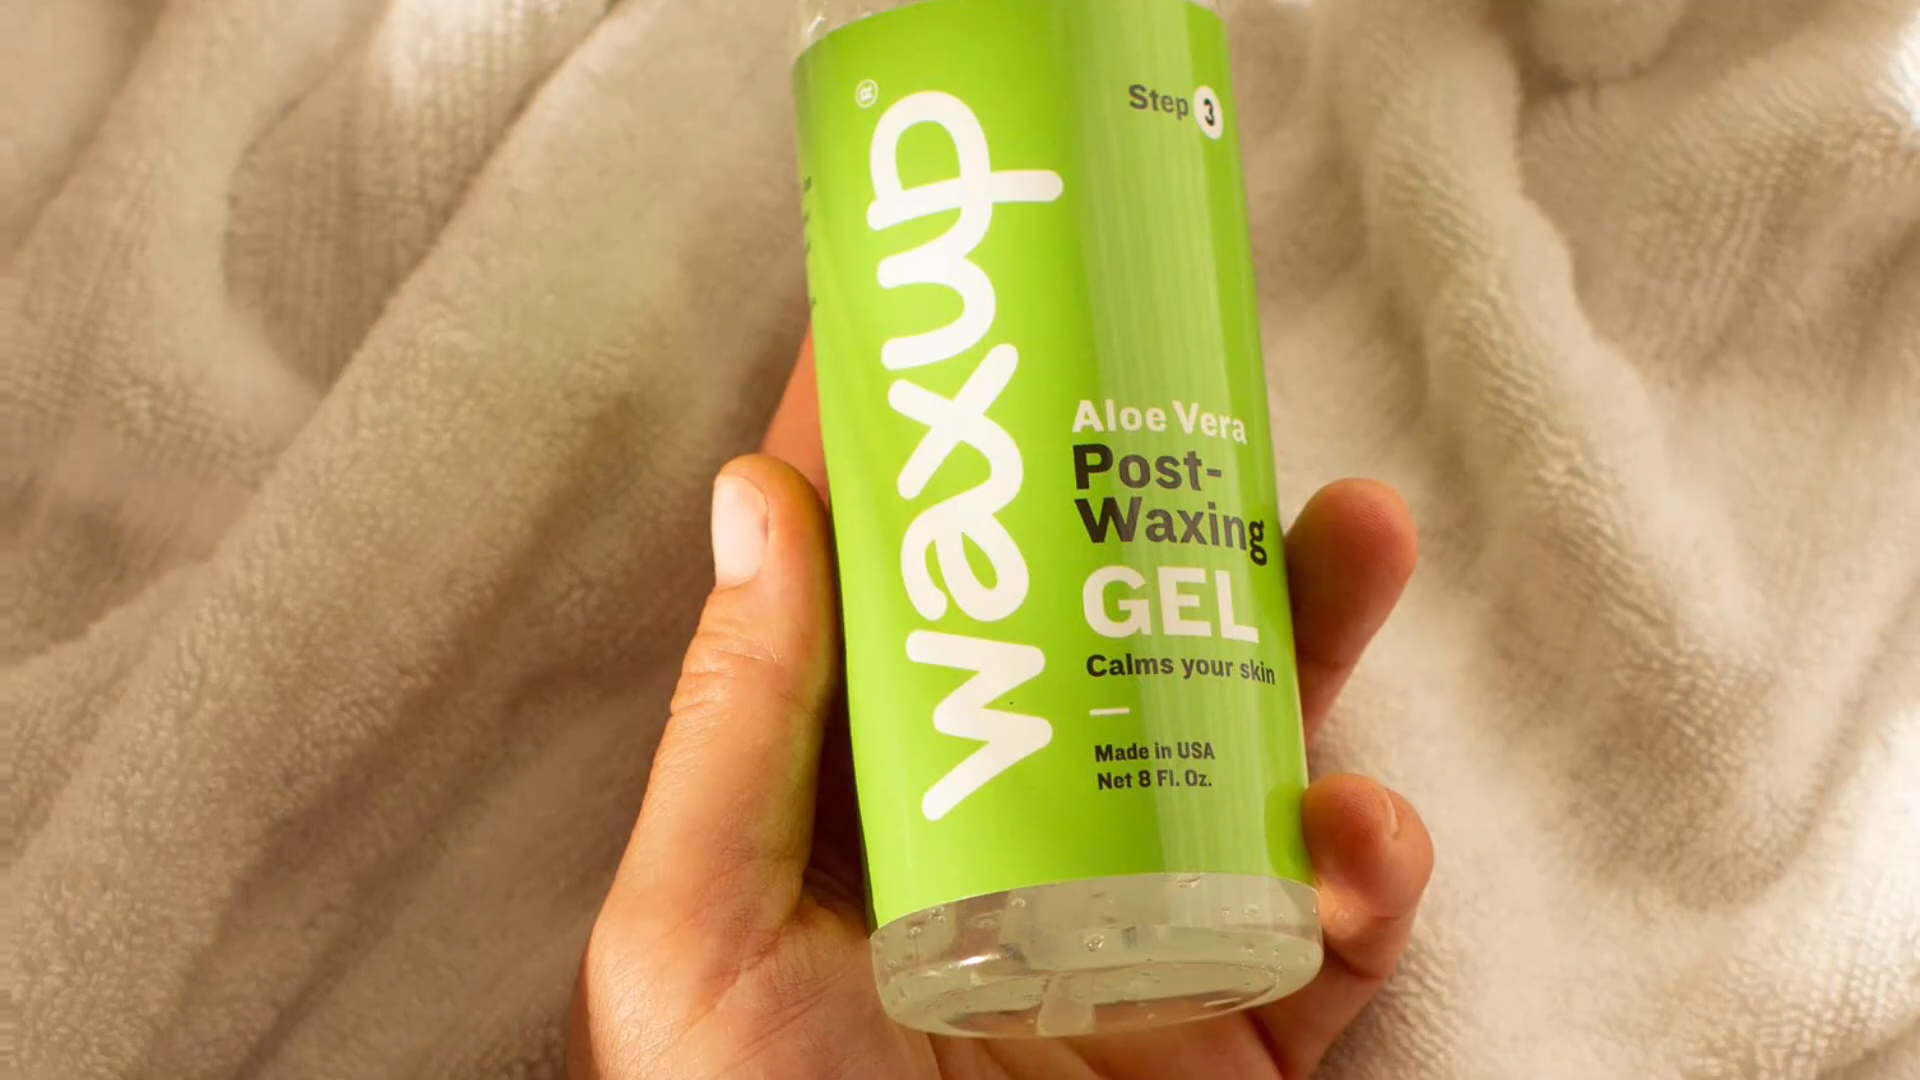 waxup®
Step 3
Aloe Vera
Post-
Waxing
GEL
Calms your skin
Made in USA
Net 8 Fl. Oz.